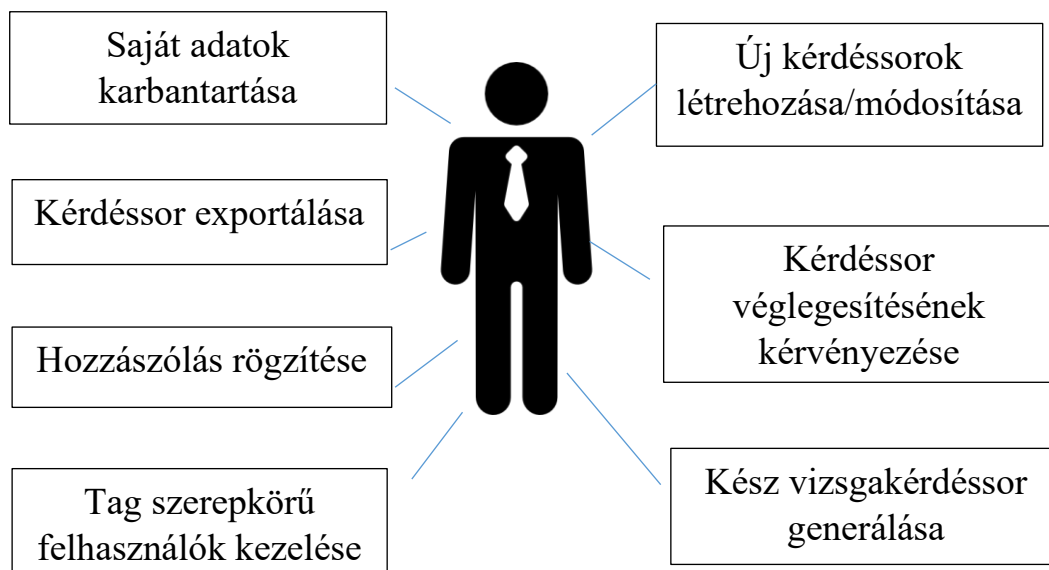 Saját adatok
karbantartása
Kérdéssor exportálása
Hozzászólás rögzítése
Tag szerepkörű
felhasználók kezelése
Új kérdéssorok
létrehozása/módosítása
Kérdéssor
véglegesítésének
kérvényezése
Kész vizsgakérdéssor
generálása